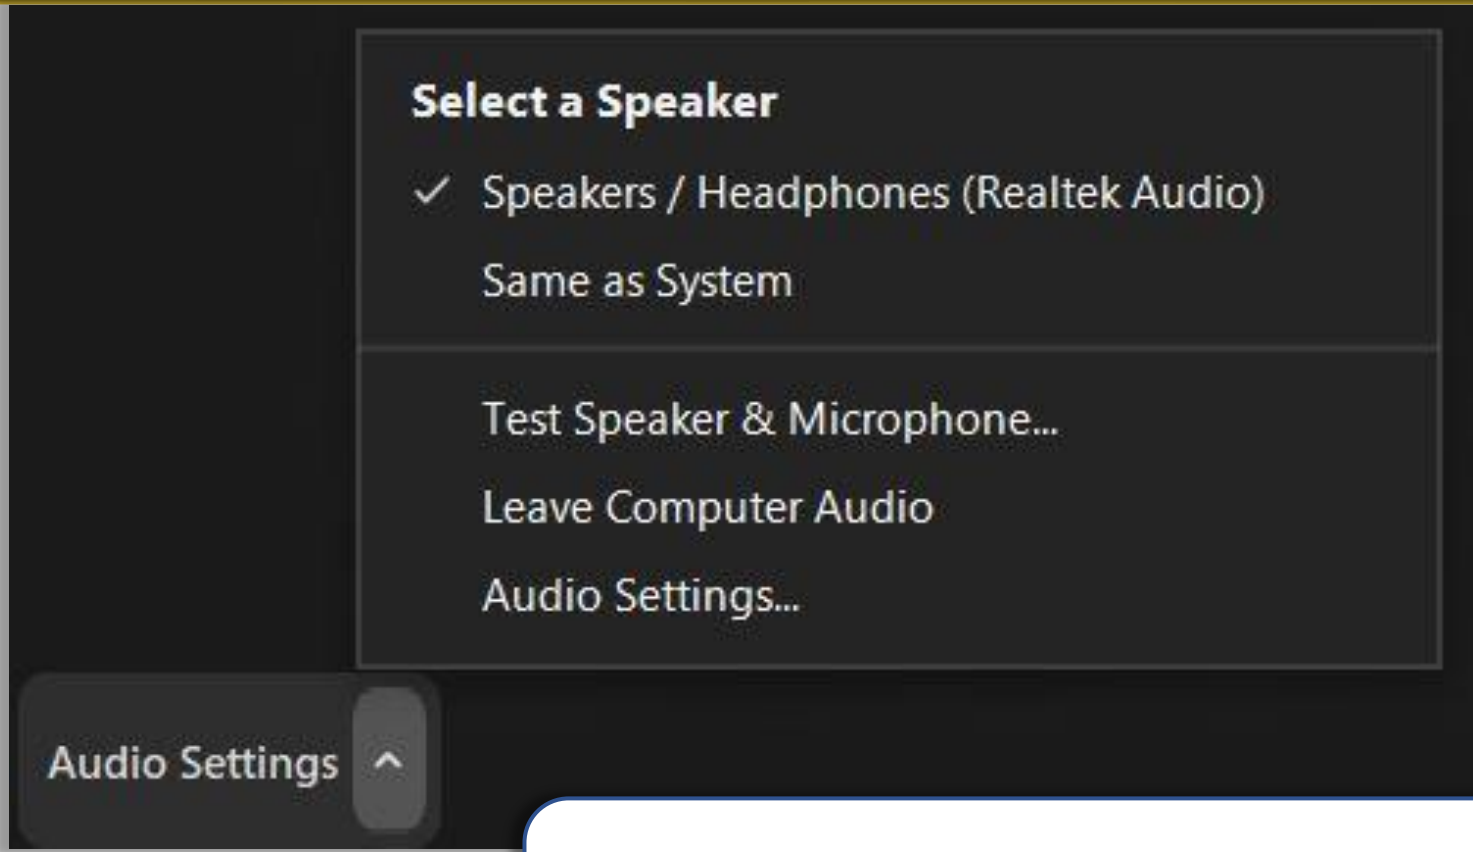 Select a Speaker
Speakers / Headphones (Realtek Audio)
Same as System
Test Speaker & Microphone...
Leave Computer Audio
Audio Settings...
Audio Settings